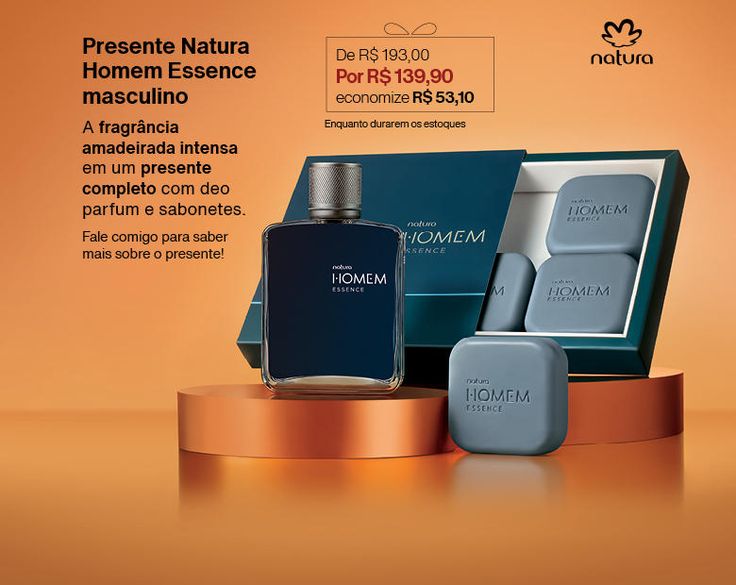 Presente Natura
Homem Essence
masculino
A fragrância
amadeirada intensa
em um presente
completo com deo
parfum e sabonetes.
Fale comigo para saber
mais sobre o presente!
De R$ 193,00
Por R$ 139,90
economize R$ 53,10
Enquanto durarem os estoques
natura
natura
HOMEM
ESSENCE
natura
HOMEM
ESSENCE
natura
HOMEM
ESSENCE
natura
HOMEM
ESSENCE
M
natura
HOMEM
ESSENCE